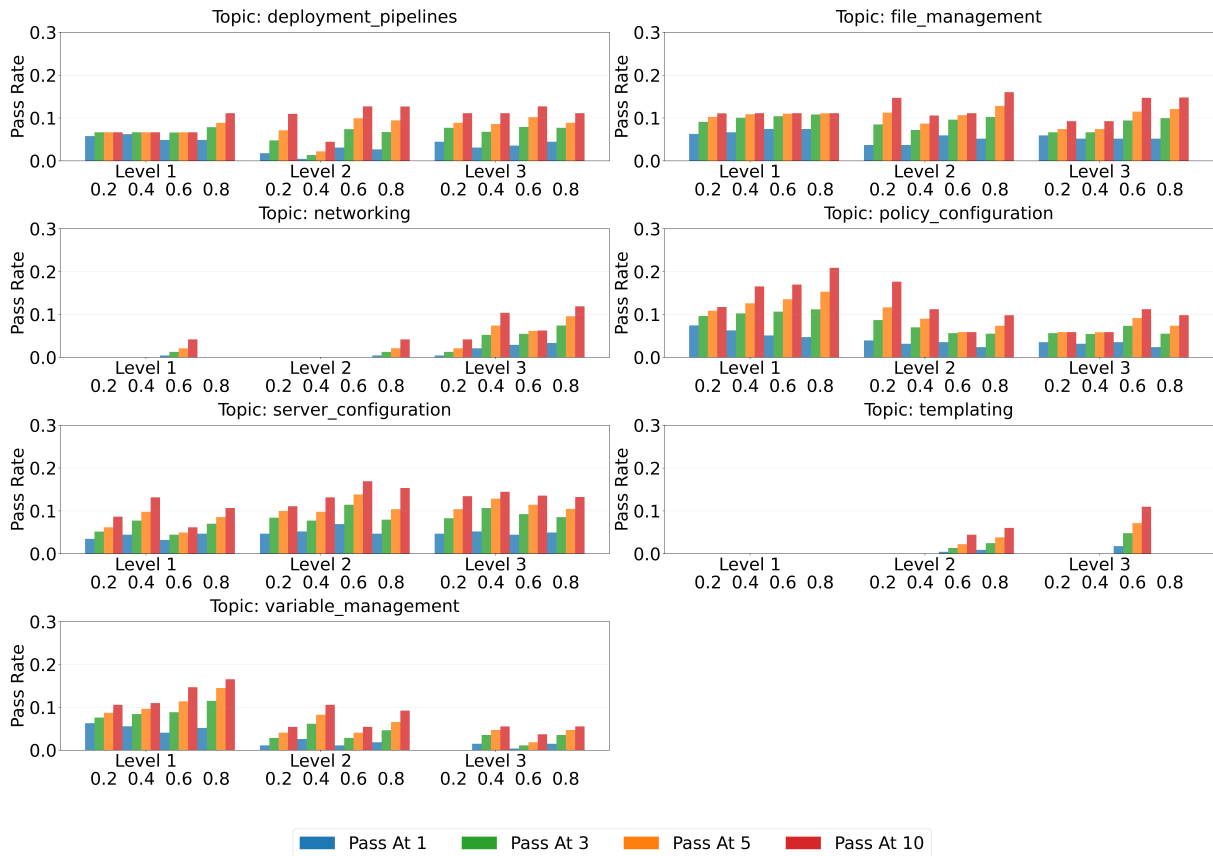 Topic: deployment_pipelines
Pass Rate
0.3
0.2
0.1
0.0
Level 1 Level 2 Level 3
0.2 0.4 0.6 0.8 0.2 0.4 0.6 0.8 0.2 0.4 0.6 0.8
Topic: file_management
Pass Rate
0.3
0.2
0.1
0.0
Level 1 Level 2 Level 3
0.2 0.4 0.6 0.8 0.2 0.4 0.6 0.8 0.2 0.4 0.6 0.8
Topic: networking
Pass Rate
0.3
0.2
0.1
0.0
Level 1 Level 2 Level 3
0.2 0.4 0.6 0.8 0.2 0.4 0.6 0.8 0.2 0.4 0.6 0.8
Topic: policy_configuration
Pass Rate
0.3
0.2
0.1
0.0
Level 1 Level 2 Level 3
0.2 0.4 0.6 0.8 0.2 0.4 0.6 0.8 0.2 0.4 0.6 0.8
Topic: server_configuration
Pass Rate
0.3
0.2
0.1
0.0
Level 1 Level 2 Level 3
0.2 0.4 0.6 0.8 0.2 0.4 0.6 0.8 0.2 0.4 0.6 0.8
Topic: templating
Pass Rate
0.3
0.2
0.1
0.0
Level 1 Level 2 Level 3
0.2 0.4 0.6 0.8 0.2 0.4 0.6 0.8 0.2 0.4 0.6 0.8
Topic: variable_management
Pass Rate
0.3
0.2
0.1
0.0
Level 1 Level 2 Level 3
0.2 0.4 0.6 0.8 0.2 0.4 0.6 0.8 0.2 0.4 0.6 0.8
Pass At 1 Pass At 3 Pass At 5 Pass At 10